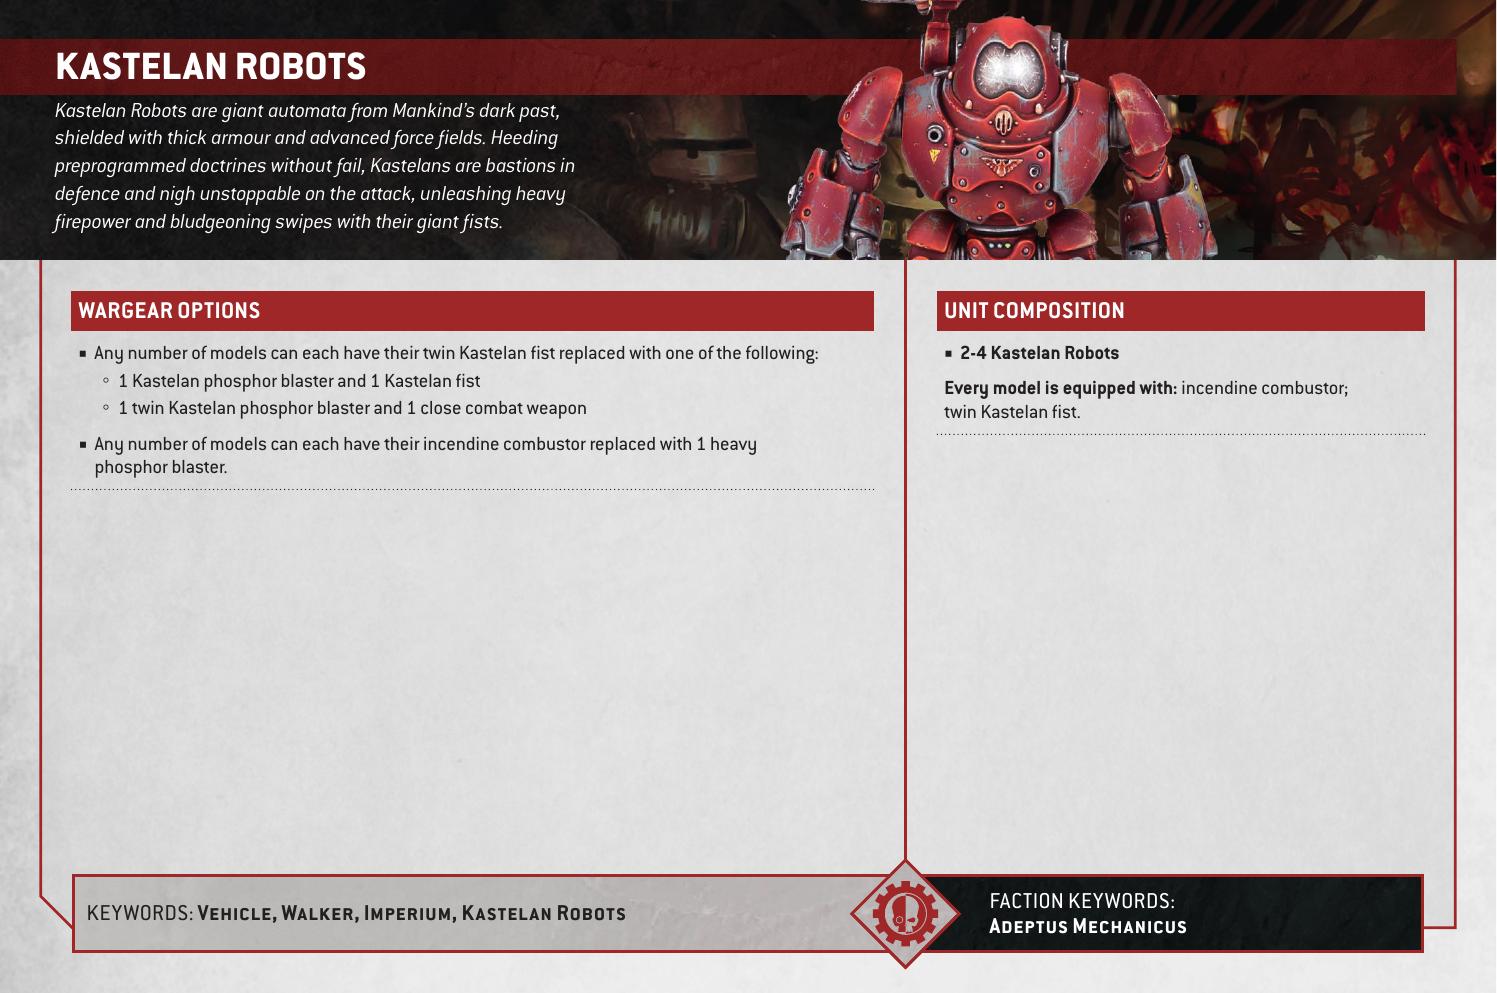 KASTELAN ROBOTS
Kastelan Robots are giant automata from Mankind's dark past,
shielded with thick armour and advanced force fields. Heeding
preprogrammed doctrines without fail, Kastelans are bastions in
defence and nigh unstoppable on the attack, unleashing heavy
firepower and bludgeoning swipes with their giant fists.
WARGEAR OPTIONS
■ Any number of models can each have their twin Kastelan fist replaced with one of the following:
◦ 1 Kastelan phosphor blaster and 1 Kastelan fist
◦ 1 twin Kastelan phosphor blaster and 1 close combat weapon
■ Any number of models can each have their incendine combustor replaced with 1 heavy
phosphor blaster.
UNIT COMPOSITION
■ 2-4 Kastelan Robots
Every model is equipped with: incendine combustor;
twin Kastelan fist.
KEYWORDS: Vehicle, Walker, Imperium, Kastelan Robots
FACTION KEYWORDS:
Adeptus Mechanicus